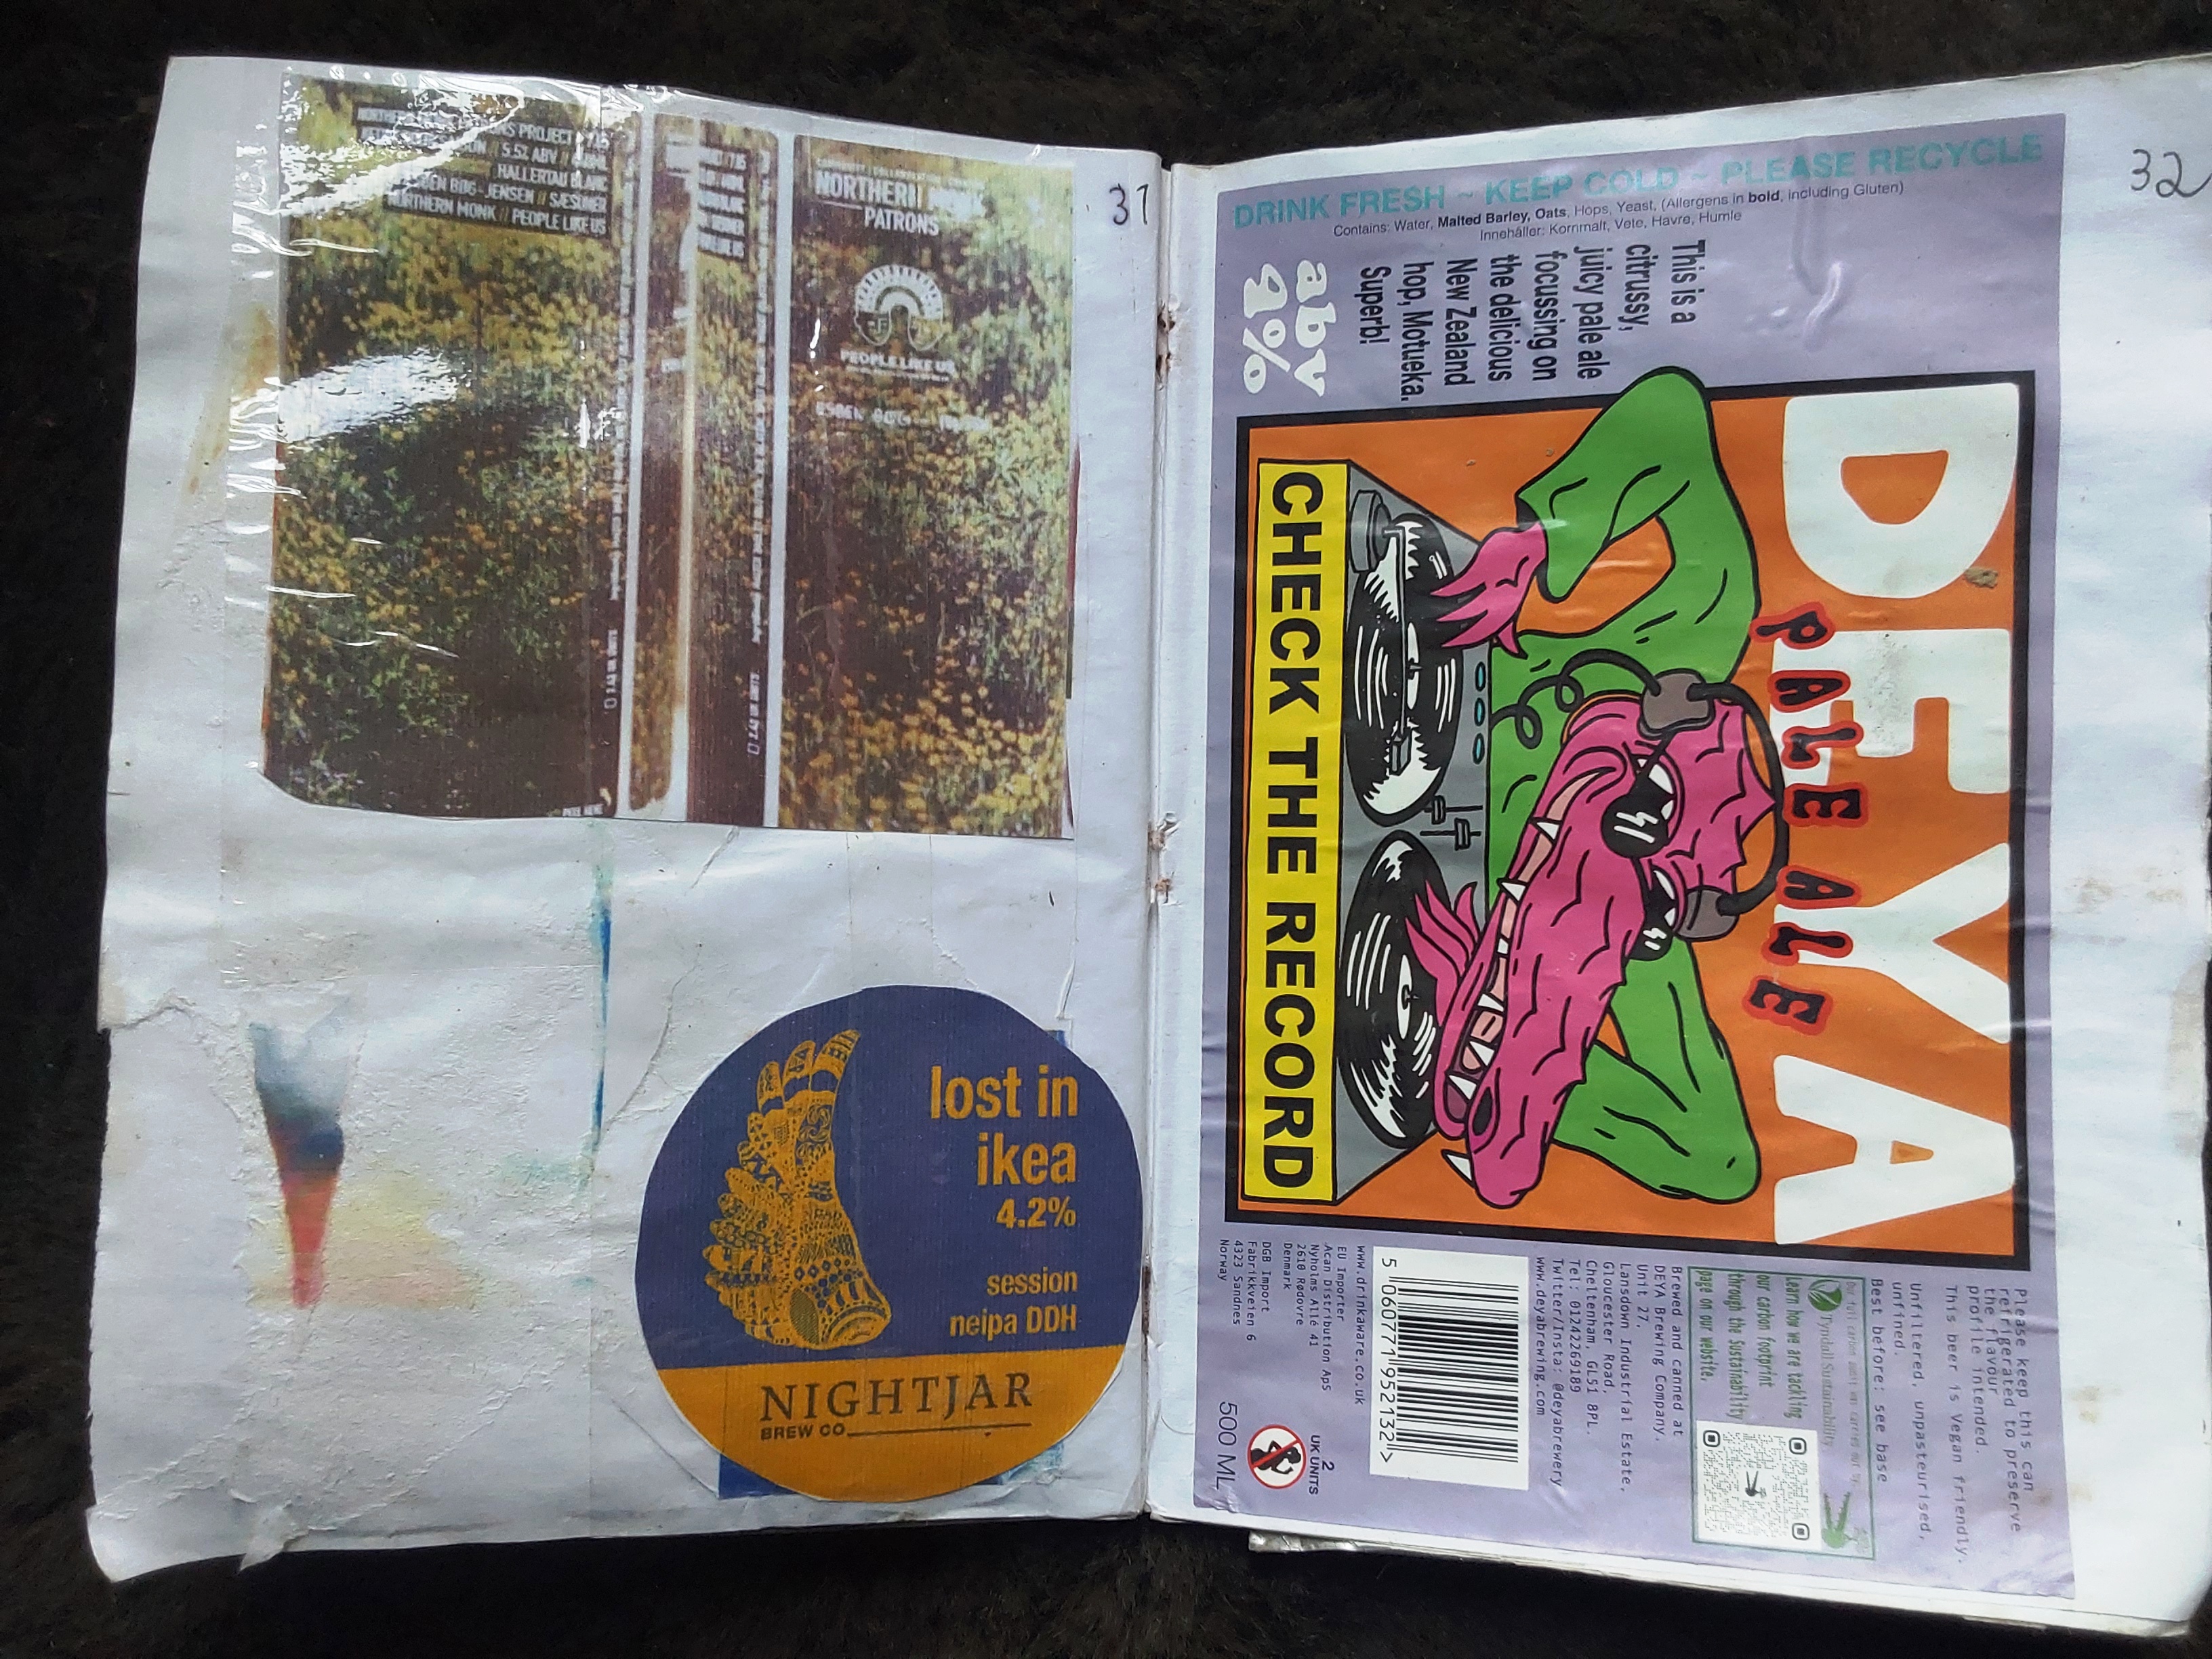 31
PROJECT
5.5% ABV //
HALLERTAU BLANC
BØG-JENSEN // SÆSONER
NORTHERN MONK // PEOPLE LIKE US
NORTHERN
PATRONS
PEOPLE LIKE US
ESBEN BØG
lost in
ikea
4.2%
session
neipa DDH
NIGHTJAR
BREW CO
32
DRINK FRESH ~ KEEP COLD ~ PLEASE RECYCLE
Contains: Water, Malted Barley, Oats, Hops, Yeast, (Allergens in bold, including Gluten)
Innehåller: Kornmalt, Vete, Havre, Humle
This is a
citrussy,
juicy pale ale
focussing on
the delicious
New Zealand
hop, Motueka.
Superb!
abv
%
DEYA
PALE ALE
CHECK THE RECORD
Please keep this can
refrigerated to preserve
the flavour
profile intended.
This beer is Vegan friendly.
Unfiltered, unpasteurised,
unfined.
Best before: see base
Tyndall Sustainability
Learn how we are tackling
our carbon footprint
through the Sustainability
page on our website.
Brewed and canned at
DEYA Brewing Company.
Unit 27,
Lansdown Industrial Estate,
Gloucester Road,
Cheltenham, GL51 8PL.
Tel: 01242269189
Twitter/Insta: @deyabrewery
www.deyabrewing.com
5 060771 952132 >
www.drinkaware.co.uk
EU Importer
Acan Distribution Aps
Nyholms Allé 41
2610 Rødovre
Denmark
DGB Import
Fabrikkveien 6
4323 Sandnes
Norway
2
UK UNITS
500 ML